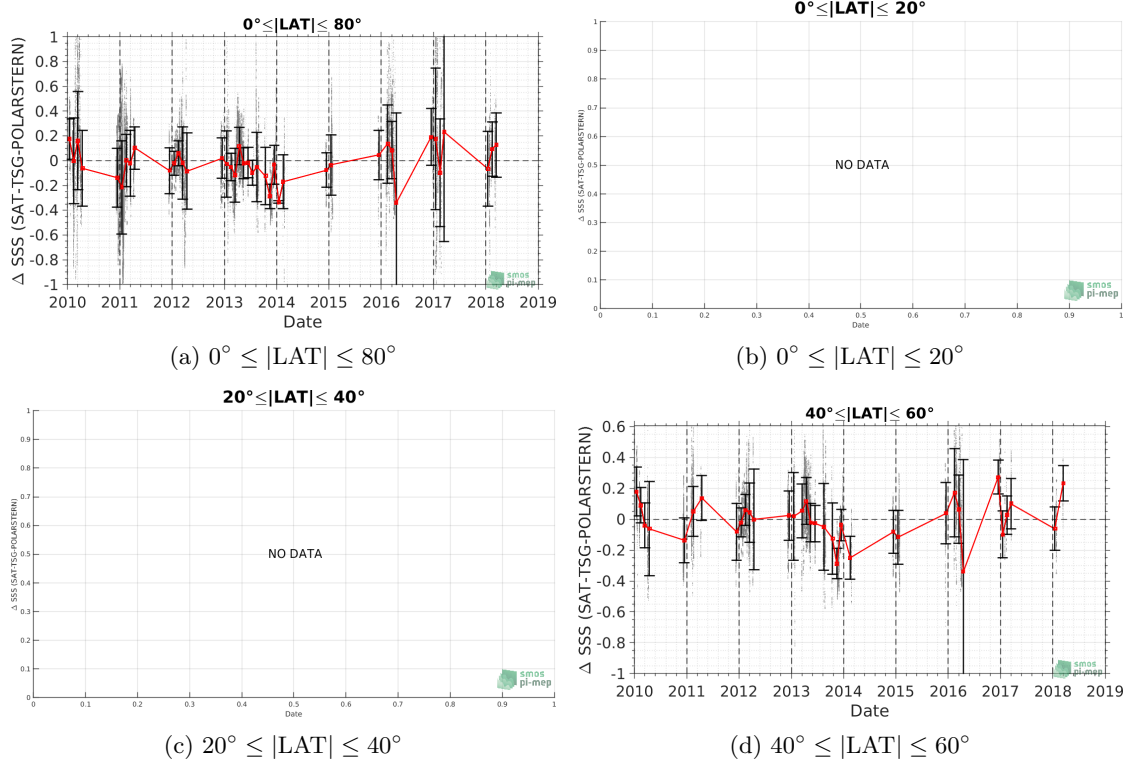 0°≤|LAT|≤ 80°
1
0.8
0.6
0.4
0.2
0
-0.2
-0.4
-0.6
-0.8
-1
Δ SSS (SAT-TSG-POLARSTERN)
2010 2011 2012 2013 2014 2015 2016 2017 2018 2019
Date
smos
pi-mep
(a) 0° ≤ |LAT| ≤ 80°
0°≤|LAT|≤ 20°
1
0.9
0.8
0.7
0.6
0.5
0.4
0.3
0.2
0.1
0
Δ SSS (SAT-TSG-POLARSTERN)
NO DATA
0 0.1 0.2 0.3 0.4 0.5 0.6 0.7 0.8 0.9 1
Date
smos
pi-mep
(b) 0° ≤ |LAT| ≤ 20°
20°≤|LAT|≤ 40°
1
0.9
0.8
0.7
0.6
0.5
0.4
0.3
0.2
0.1
0
Δ SSS (SAT-TSG-POLARSTERN)
NO DATA
0 0.1 0.2 0.3 0.4 0.5 0.6 0.7 0.8 0.9 1
Date
smos
pi-mep
(c) 20° ≤ |LAT| ≤ 40°
40°≤|LAT|≤ 60°
0.6
0.4
0.2
0
-0.2
-0.4
-0.6
-0.8
-1
Δ SSS (SAT-TSG-POLARSTERN)
2010 2011 2012 2013 2014 2015 2016 2017 2018 2019
Date
smos
pi-mep
(d) 40° ≤ |LAT| ≤ 60°